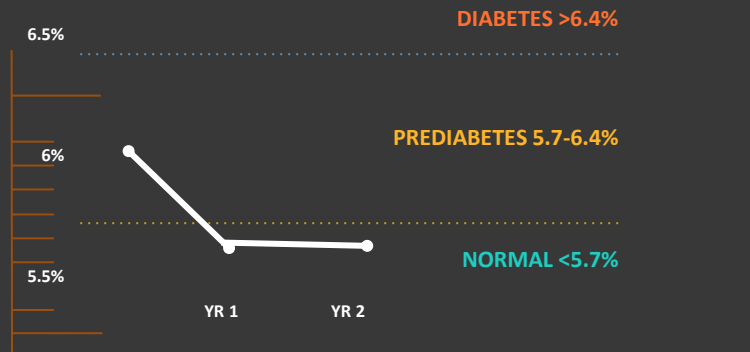 DIABETES >6.4%
6.5%
PREDIABETES 5.7-6.4%
6%
NORMAL <5.7%
5.5%
YR 1 YR 2